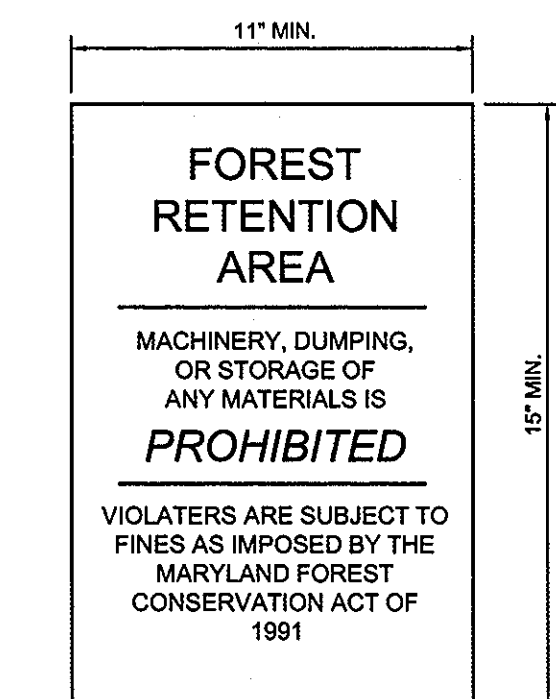 11" MIN.
FOREST
RETENTION
AREA
MACHINERY, DUMPING,
OR STORAGE OF
ANY MATERIALS IS
PROHIBITED
15" MIN.
VIOLATERS ARE SUBJECT TO
FINES AS IMPOSED BY THE
MARYLAND FOREST
CONSERVATION ACT OF
1991